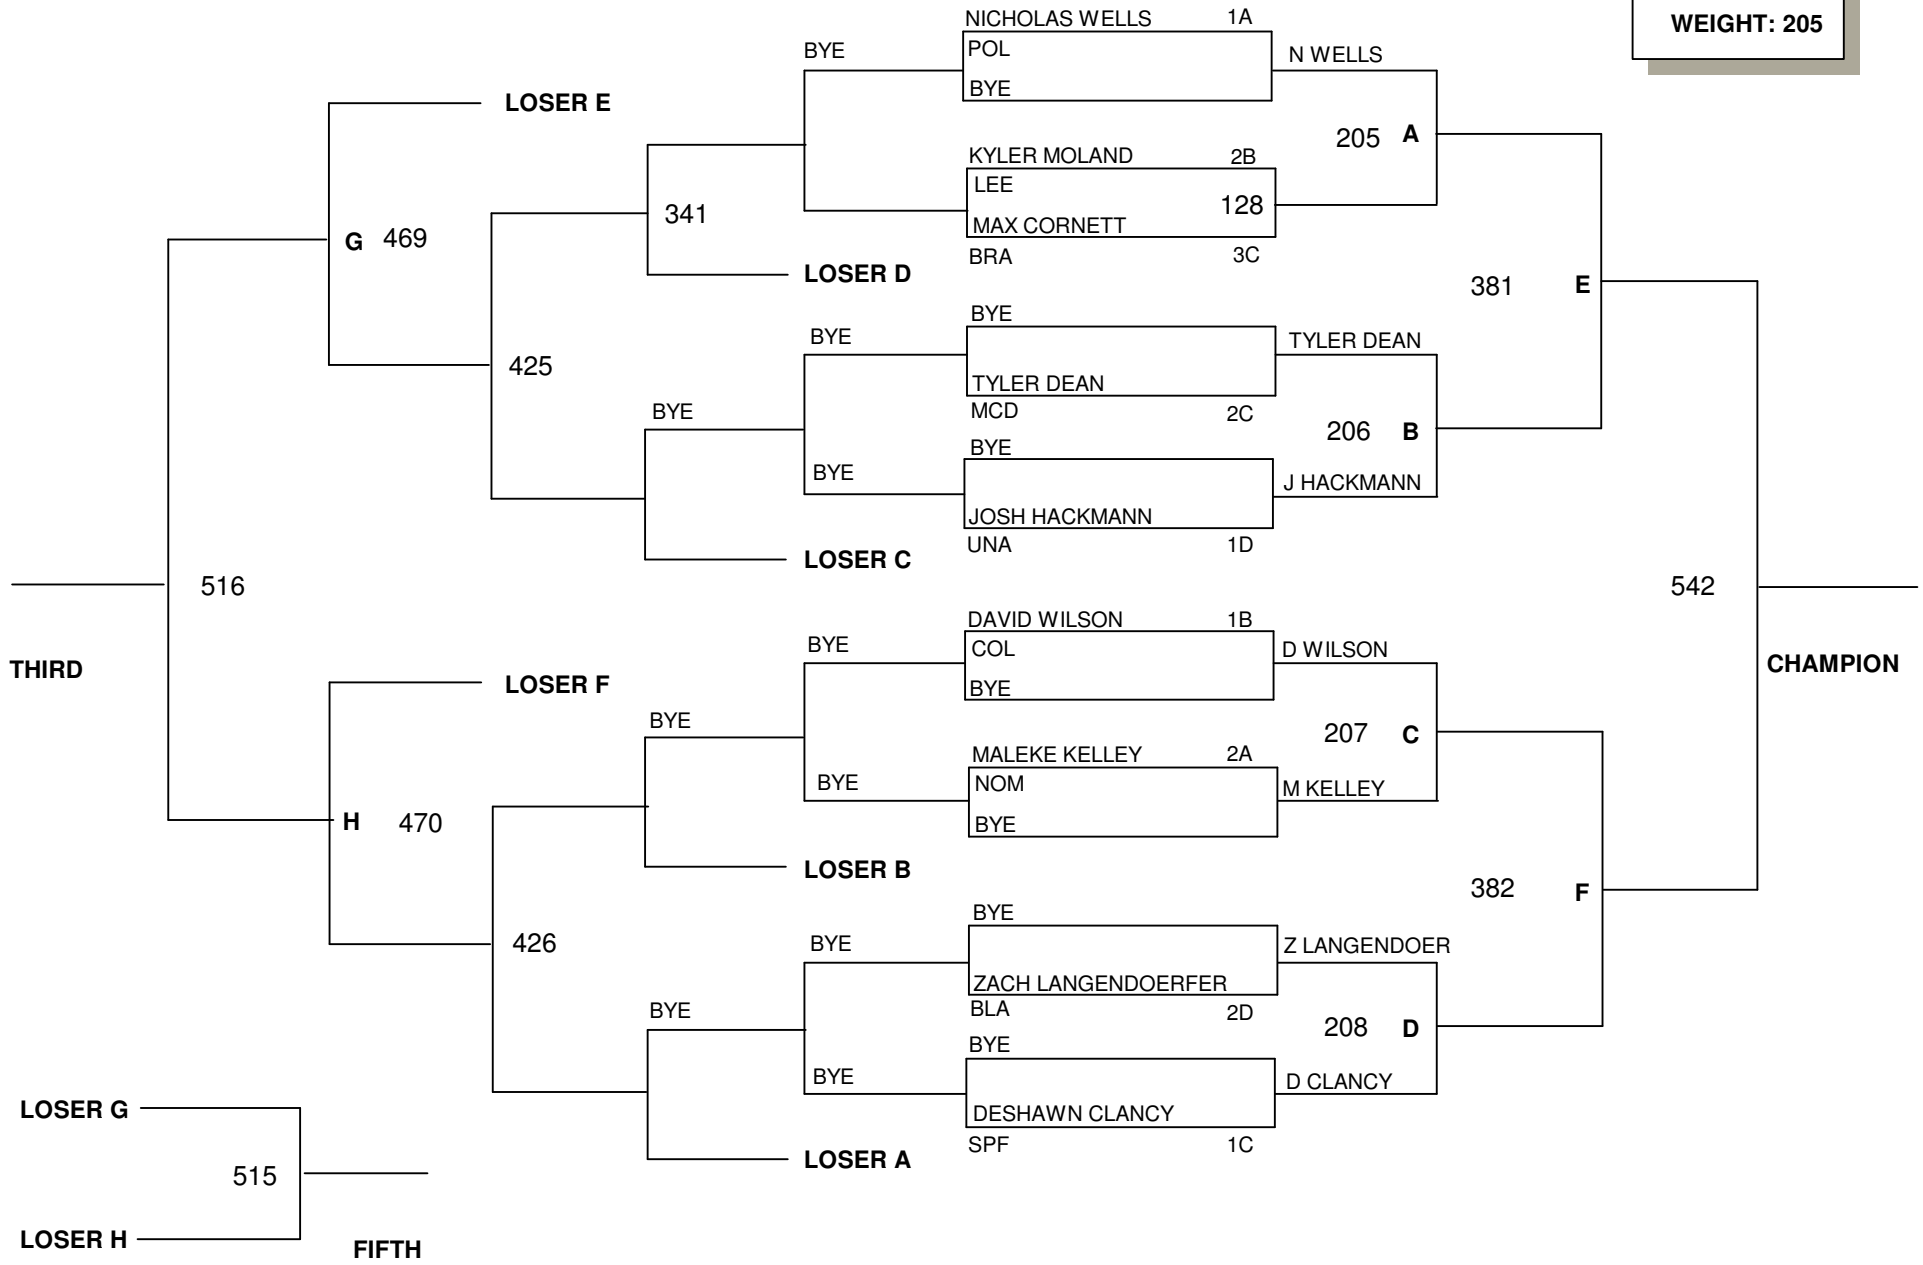 WEIGHT: 205
NICHOLAS WELLS 1A
BYE
POL
N WELLS
BYE
LOSER E
205 A
KYLER MOLAND 2B
LEE
128
MAX CORNETT
BRA 3C
341
G 469
LOSER D
381 E
BYE
BYE
TYLER DEAN
425
TYLER DEAN
MCD 2C
BYE
206 B
BYE
BYE
J HACKMANN
JOSH HACKMANN
UNA 1D
LOSER C
516
542
THIRD
CHAMPION
DAVID WILSON 1B
BYE
COL
D WILSON
BYE
LOSER F
BYE
207 C
MALEKE KELLEY 2A
BYE
NOM
M KELLEY
BYE
H 470
LOSER B
382 F
BYE
BYE
Z LANGENDOER
426
ZACH LANGENDOERFER
BLA 2D
BYE
208 D
BYE
BYE
D CLANCY
DESHAWN CLANCY
SPF 1C
LOSER A
LOSER G
515
LOSER H
FIFTH